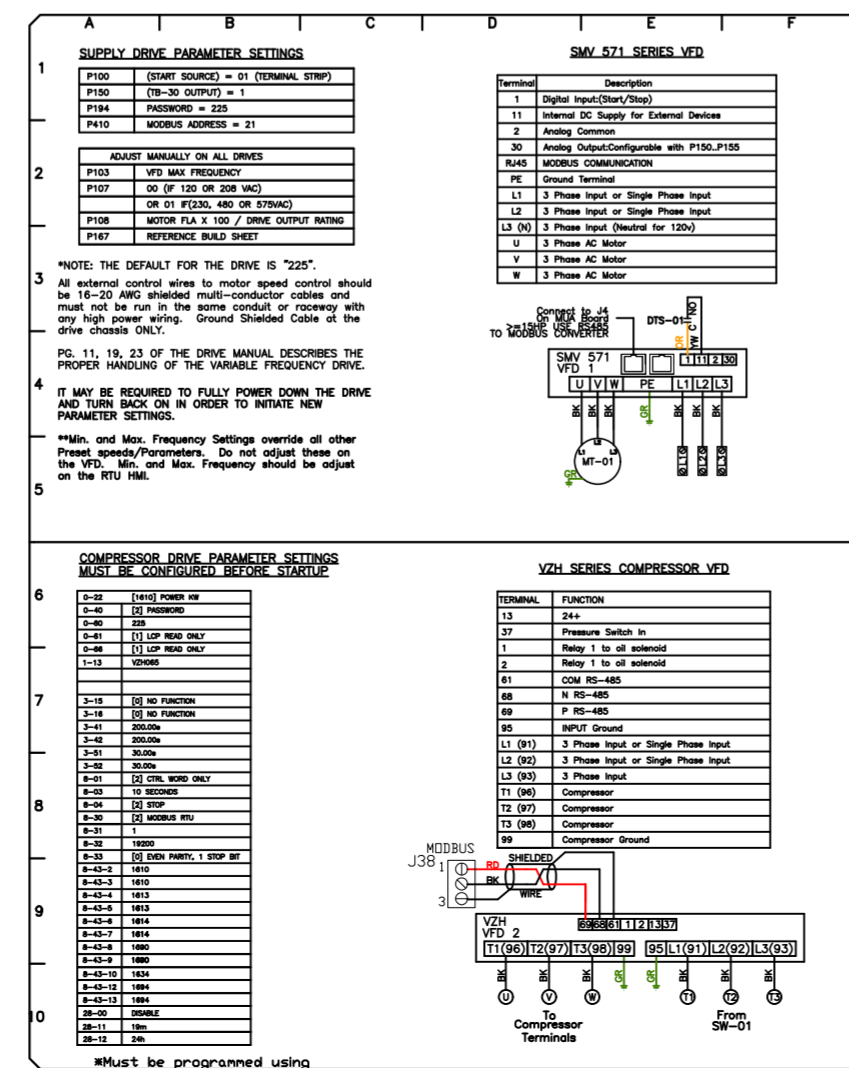 A B C D E F
1
SUPPLY DRIVE PARAMETER SETTINGS
P100 (START SOURCE) = 01 (TERMINAL STRIP)
P150 (TB-30 OUTPUT) = 1
P194 PASSWORD = 225
P410 MODBUS ADDRESS = 21
2
ADJUST MANUALLY ON ALL DRIVES
P103 VFD MAX FREQUENCY
P107 00 (IF 120 OR 208 VAC)
OR 01 IF(230, 480 OR 575VAC)
P108 MOTOR FLA X 100 / DRIVE OUTPUT RATING
P167 REFERENCE BUILD SHEET
3
*NOTE: THE DEFAULT FOR THE DRIVE IS "225".
All external control wires to motor speed control should
be 16-20 AWG shielded multi-conductor cables and
must not be run in the same conduit or raceway with
any high power wiring. Ground Shielded Cable at the
drive chassis ONLY.
PG. 11, 19, 23 OF THE DRIVE MANUAL DESCRIBES THE
PROPER HANDLING OF THE VARIABLE FREQUENCY DRIVE.
4
IT MAY BE REQUIRED TO FULLY POWER DOWN THE DRIVE
AND TURN BACK ON IN ORDER TO INITIATE NEW
PARAMETER SETTINGS.
**Min. and Max. Frequency Settings override all other
Preset speeds/Parameters. Do not adjust these on
the VFD. Min. and Max. Frequency should be adjust
on the RTU HMI.
5
SMV 571 SERIES VFD
Terminal Description
1 Digital Input:(Start/Stop)
11 Internal DC Supply for External Devices
2 Analog Common
30 Analog Output:Configurable with P150..P155
RJ45 MODBUS COMMUNICATION
PE Ground Terminal
L1 3 Phase Input or Single Phase Input
L2 3 Phase Input or Single Phase Input
L3 (N) 3 Phase Input (Neutral for 120v)
U 3 Phase AC Motor
V 3 Phase AC Motor
W 3 Phase AC Motor
Connect to J4
On MUA Board
>=15HP USE RS485
TO MODBUS CONVERTER
DTS-01
C NO
OR YW
SMV 571
VFD 1
1 11 2 30
U V W PE L1 L2 L3
BK BK BK GR BK BK BK
L1 L2 L3
MT-01
GR
L1 L2 L3
6
COMPRESSOR DRIVE PARAMETER SETTINGS
MUST BE CONFIGURED BEFORE STARTUP
0-22 [1610] POWER KW
0-40 [2] PASSWORD
0-60 225
0-61 [1] LCP READ ONLY
0-66 [1] LCP READ ONLY
1-13 VZH065
7
3-15 [0] NO FUNCTION
3-16 [0] NO FUNCTION
3-41 200.00s
3-42 200.00s
3-51 30.00s
3-52 30.00s
8-01 [2] CTRL WORD ONLY
8-03 10 SECONDS
8
8-04 [2] STOP
8-30 [2] MODBUS RTU
8-31 1
8-32 19200
8-33 [0] EVEN PARITY, 1 STOP BIT
8-43-2 1610
8-43-3 1610
8-43-4 1613
9
8-43-5 1613
8-43-6 1614
8-43-7 1614
8-43-8 1690
8-43-9 1690
8-43-10 1634
8-43-12 1694
8-43-13 1694
10
28-00 DISABLE
28-11 19m
28-12 24h
*Must be programmed using
VZH SERIES COMPRESSOR VFD
TERMINAL FUNCTION
13 24+
37 Pressure Switch In
1 Relay 1 to oil solenoid
2 Relay 1 to oil solenoid
61 COM RS-485
68 N RS-485
69 P RS-485
95 INPUT Ground
L1 (91) 3 Phase Input or Single Phase Input
L2 (92) 3 Phase Input or Single Phase Input
L3 (93) 3 Phase Input
T1 (96) Compressor
T2 (97) Compressor
T3 (98) Compressor
99 Compressor Ground
MODBUS
J38
1
3
RD
BK
SHIELDED
WIRE
VZH
VFD 2
69 68 61 1 2 13 37
T1(96) T2(97) T3(98) 99 95 L1(91) L2(92) L3(93)
BK BK BK GR GR BK BK BK
U V W T1 T2 T3
To
Compressor
Terminals
From
SW-01